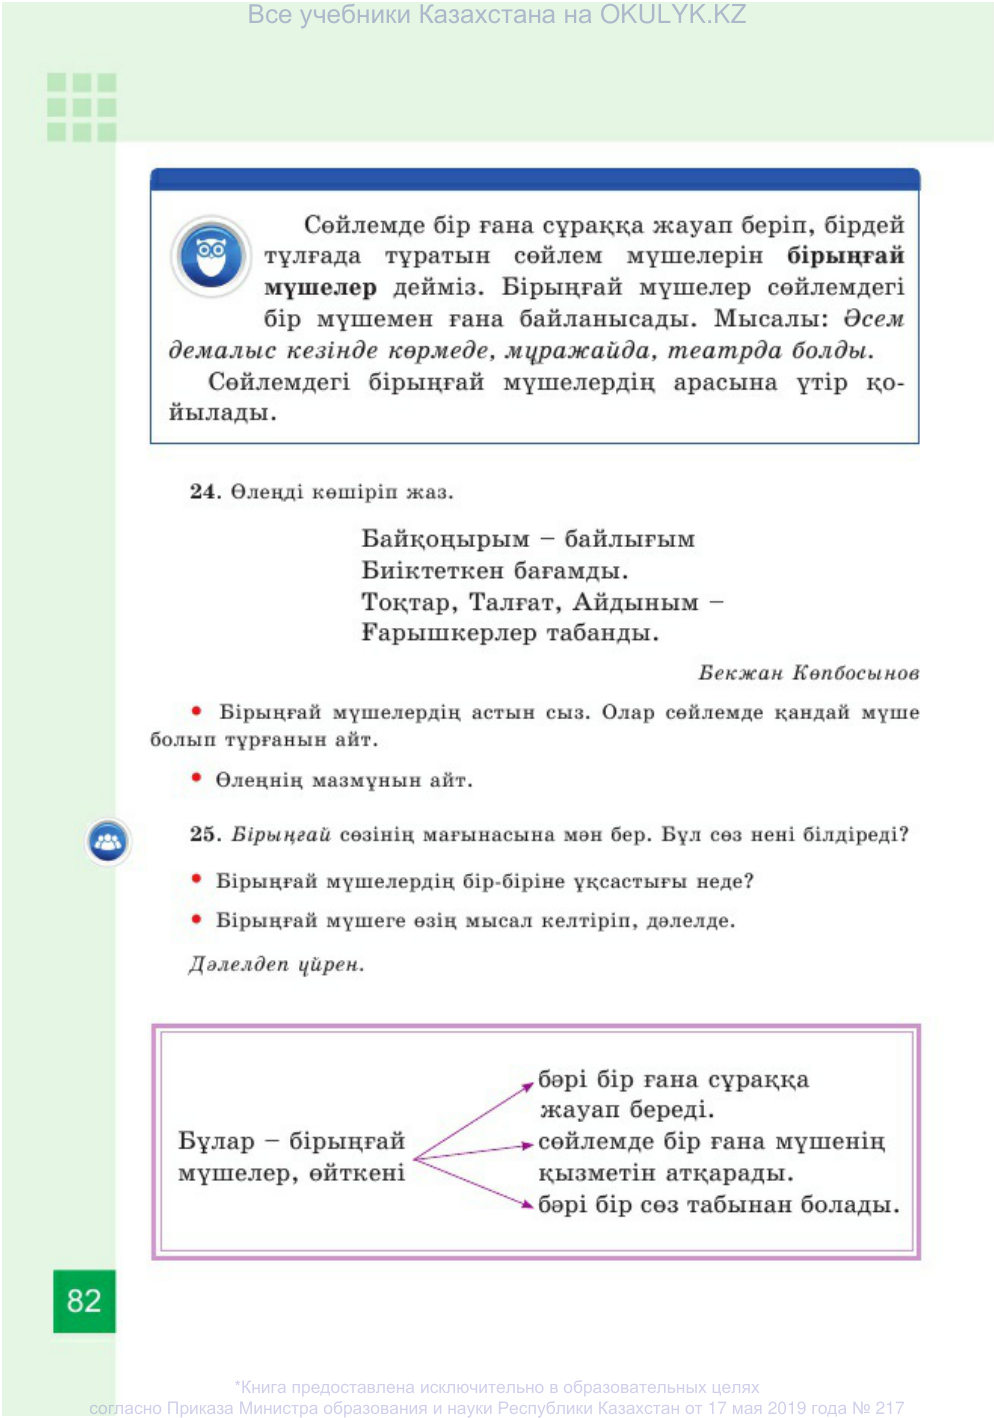 Все учебники Казахстана на OKULYK.KZ
Сөйлемде бір ғана сұраққа жауап беріп, бірдей
тұлғада тұратын сөйлем мүшелерін бірыңғай
мүшелер дейміз. Бірыңғай мүшелер сөйлемдегі
бір мүшемен ғана байланысады. Мысалы: Әсем
демалыс кезінде көрмеде, мұражайда, театрда болды.
Сөйлемдегі бірыңғай мүшелердің арасына үтір қо-
йылады.
24. Өлеңді көшіріп жаз.
Байқоңырым – байлығым
Биіктеткен бағамды.
Тоқтар, Талғат, Айдыным –
Ғарышкерлер табанды.
Бекжан Көпбосынов
• Бірыңғай мүшелердің астын сыз. Олар сөйлемде қандай мүше
болып тұрғанын айт.
• Өлеңнің мазмұнын айт.
25. Бірыңғай сөзінің мағынасына мән бер. Бұл сөз нені білдіреді?
• Бірыңғай мүшелердің бір-біріне ұқсастығы неде?
• Бірыңғай мүшеге өзің мысал келтіріп, дәлелде.
Дәлелдеп үйрен.
Бұлар – бірыңғай
мүшелер, өйткені
бәрі бір ғана сұраққа
жауап береді.
сөйлемде бір ғана мүшенің
қызметін атқарады.
бәрі бір сөз табынан болады.
82
*Книга предоставлена исключительно в образовательных целях
согласно Приказа Министра образования и науки Республики Казахстан от 17 мая 2019 года № 217